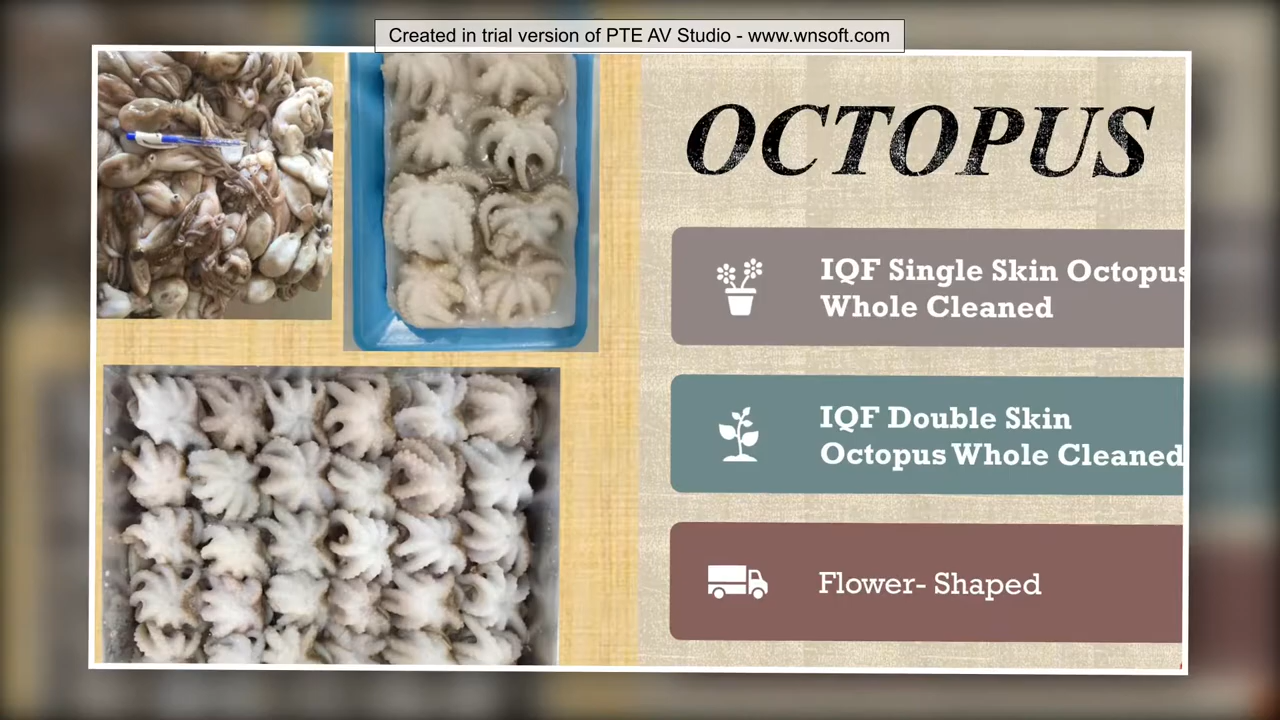 Created in trial version of PTE AV Studio - www.wnsoft.com
OCTOPUS
IQF Single Skin Octopus
Whole Cleaned
IQF Double Skin
Octopus Whole Cleaned
Flower- Shaped